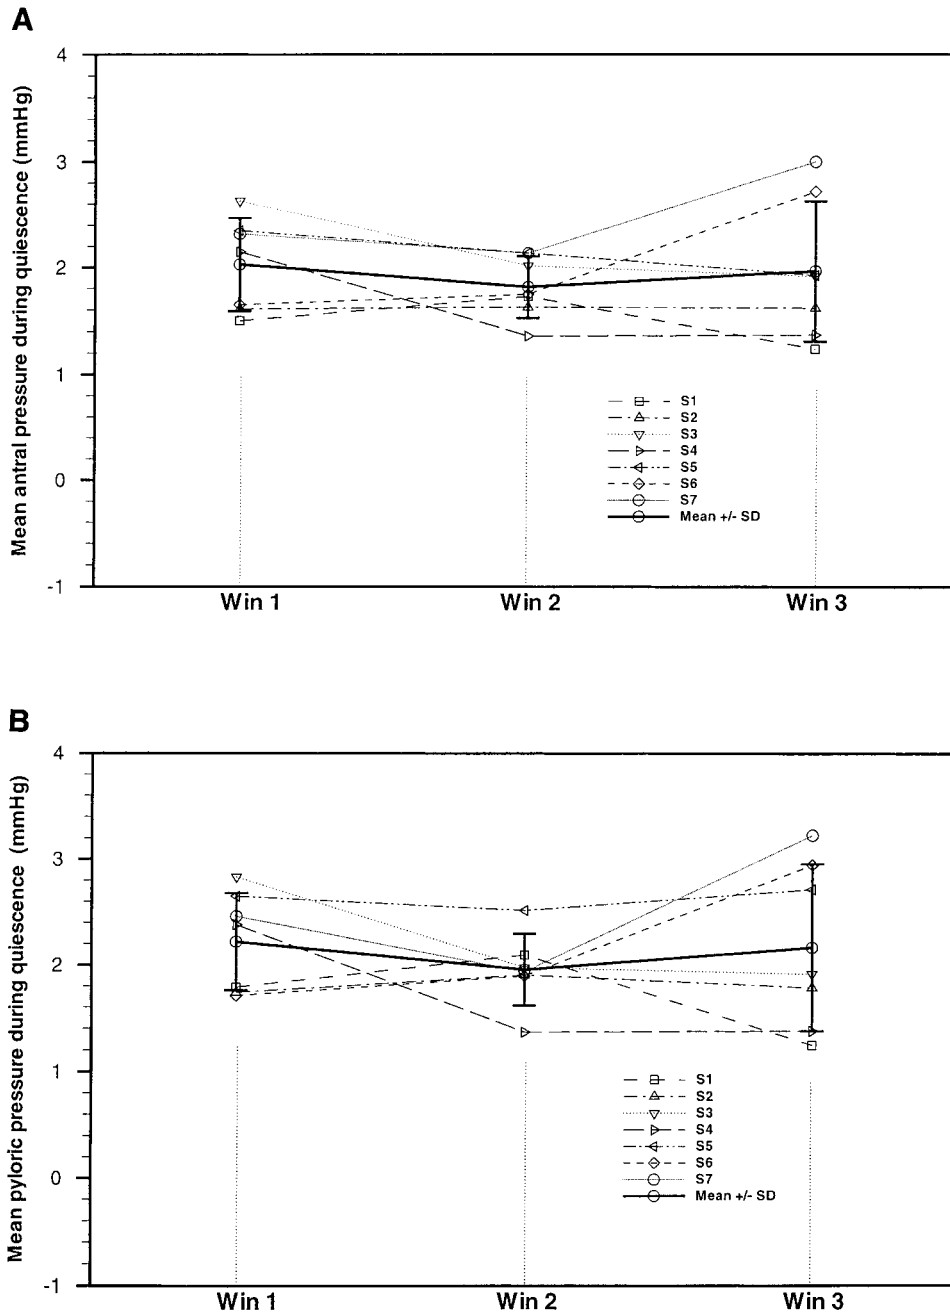 A
Mean antral pressure during quiescence (mmHg)
4
3
2
1
0
-1
S1
S2
S3
S4
S5
S6
S7
Mean +/- SD
Win 1 Win 2 Win 3
B
Mean pyloric pressure during quiescence (mmHg)
4
3
2
1
0
-1
S1
S2
S3
S4
S5
S6
S7
Mean +/- SD
Win 1 Win 2 Win 3